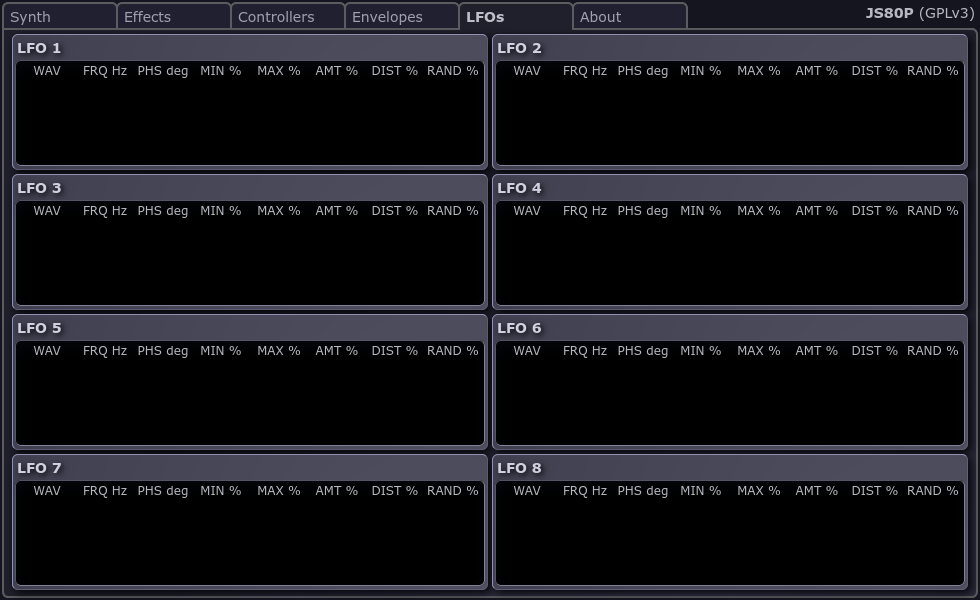 Synth Effects Controllers Envelopes LFOs About JS80P (GPLv3)
LFO 1 LFO 2
WAV FRQ Hz PHS deg MIN % MAX % AMT % DIST % RAND % WAV FRQ Hz PHS deg MIN % MAX % AMT % DIST % RAND %
LFO 3 LFO 4
WAV FRQ Hz PHS deg MIN % MAX % AMT % DIST % RAND % WAV FRQ Hz PHS deg MIN % MAX % AMT % DIST % RAND %
LFO 5 LFO 6
WAV FRQ Hz PHS deg MIN % MAX % AMT % DIST % RAND % WAV FRQ Hz PHS deg MIN % MAX % AMT % DIST % RAND %
LFO 7 LFO 8
WAV FRQ Hz PHS deg MIN % MAX % AMT % DIST % RAND % WAV FRQ Hz PHS deg MIN % MAX % AMT % DIST % RAND %